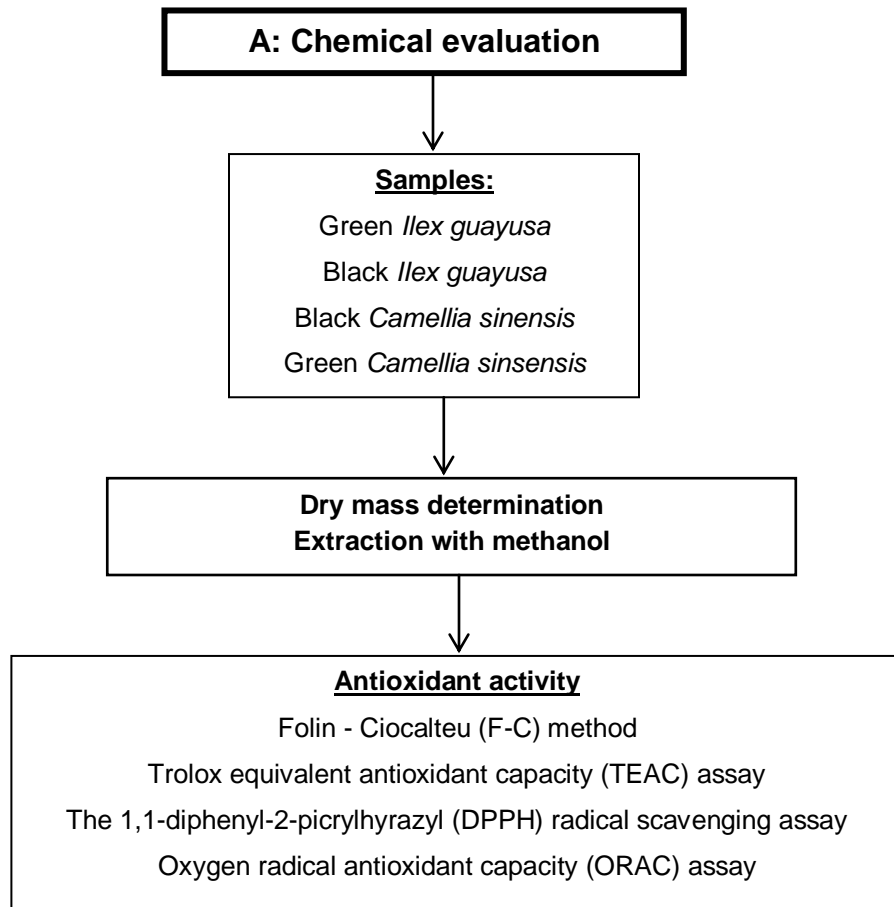 A: Chemical evaluation
Samples:
Green Ilex guayusa
Black Ilex guayusa
Black Camellia sinensis
Green Camellia sinsensis
Dry mass determination
Extraction with methanol
Antioxidant activity
Folin - Ciocalteu (F-C) method
Trolox equivalent antioxidant capacity (TEAC) assay
The 1,1-diphenyl-2-picrylhyrazyl (DPPH) radical scavenging assay
Oxygen radical antioxidant capacity (ORAC) assay